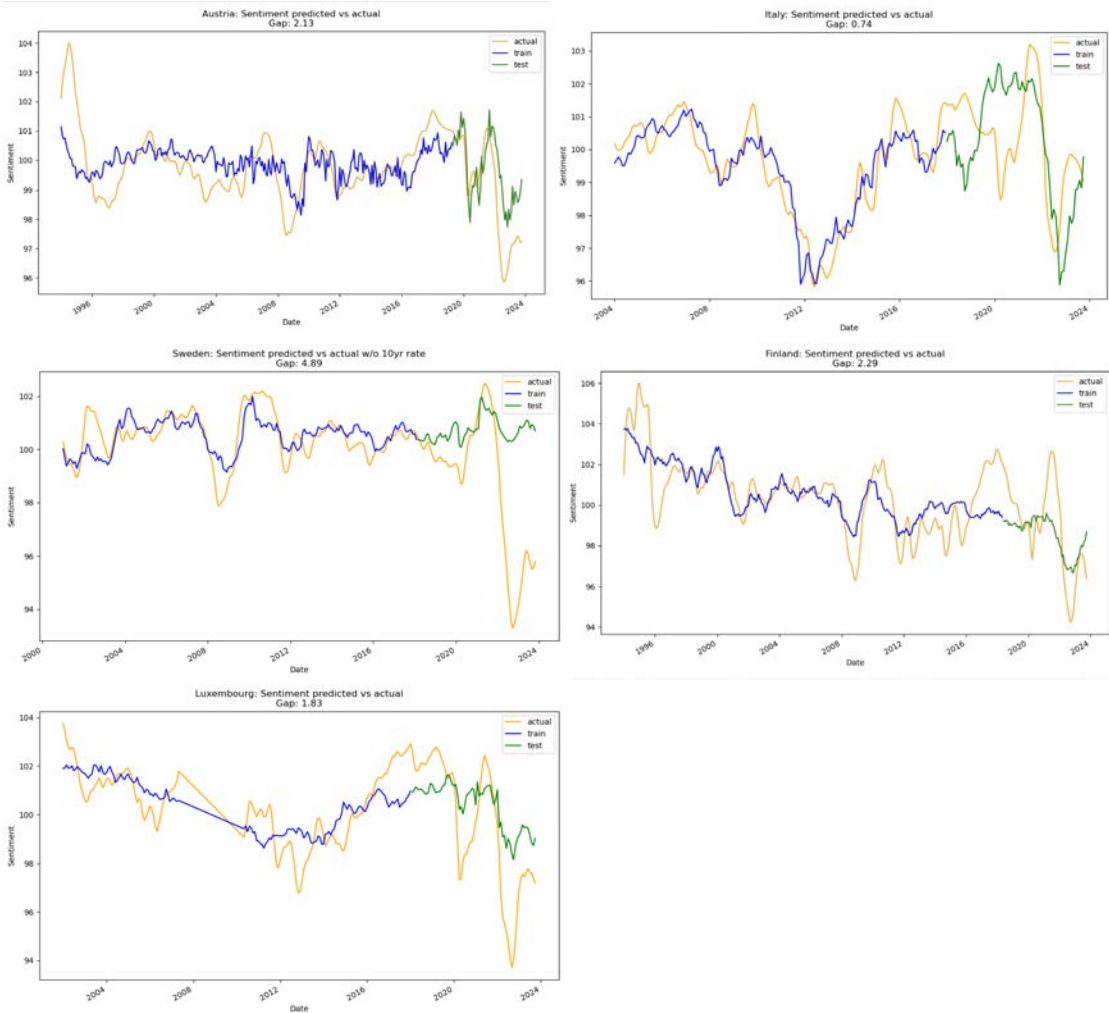 Austria: Sentiment predicted vs actual
Gap: 2.13
104
103
102
101
100
99
98
97
96
Sentiment
actual
train
test
1996
2000
2004
2008
2012
2016
2020
2024
Date
Italy: Sentiment predicted vs actual
Gap: 0.74
103
102
101
100
99
98
97
96
Sentiment
actual
train
test
2004
2008
2012
2016
2020
2024
Date
Sweden: Sentiment predicted vs actual w/o 10yr rate
Gap: 4.89
102
100
98
96
94
Sentiment
actual
train
test
2000
2004
2008
2012
2016
2020
2024
Date
Finland: Sentiment predicted vs actual
Gap: 2.29
106
104
102
100
98
96
94
Sentiment
actual
train
test
1996
2000
2004
2008
2012
2016
2020
2024
Date
Luxembourg: Sentiment predicted vs actual
Gap: 1.83
104
102
100
98
96
94
Sentiment
actual
train
test
2004
2008
2012
2016
2020
2024
Date